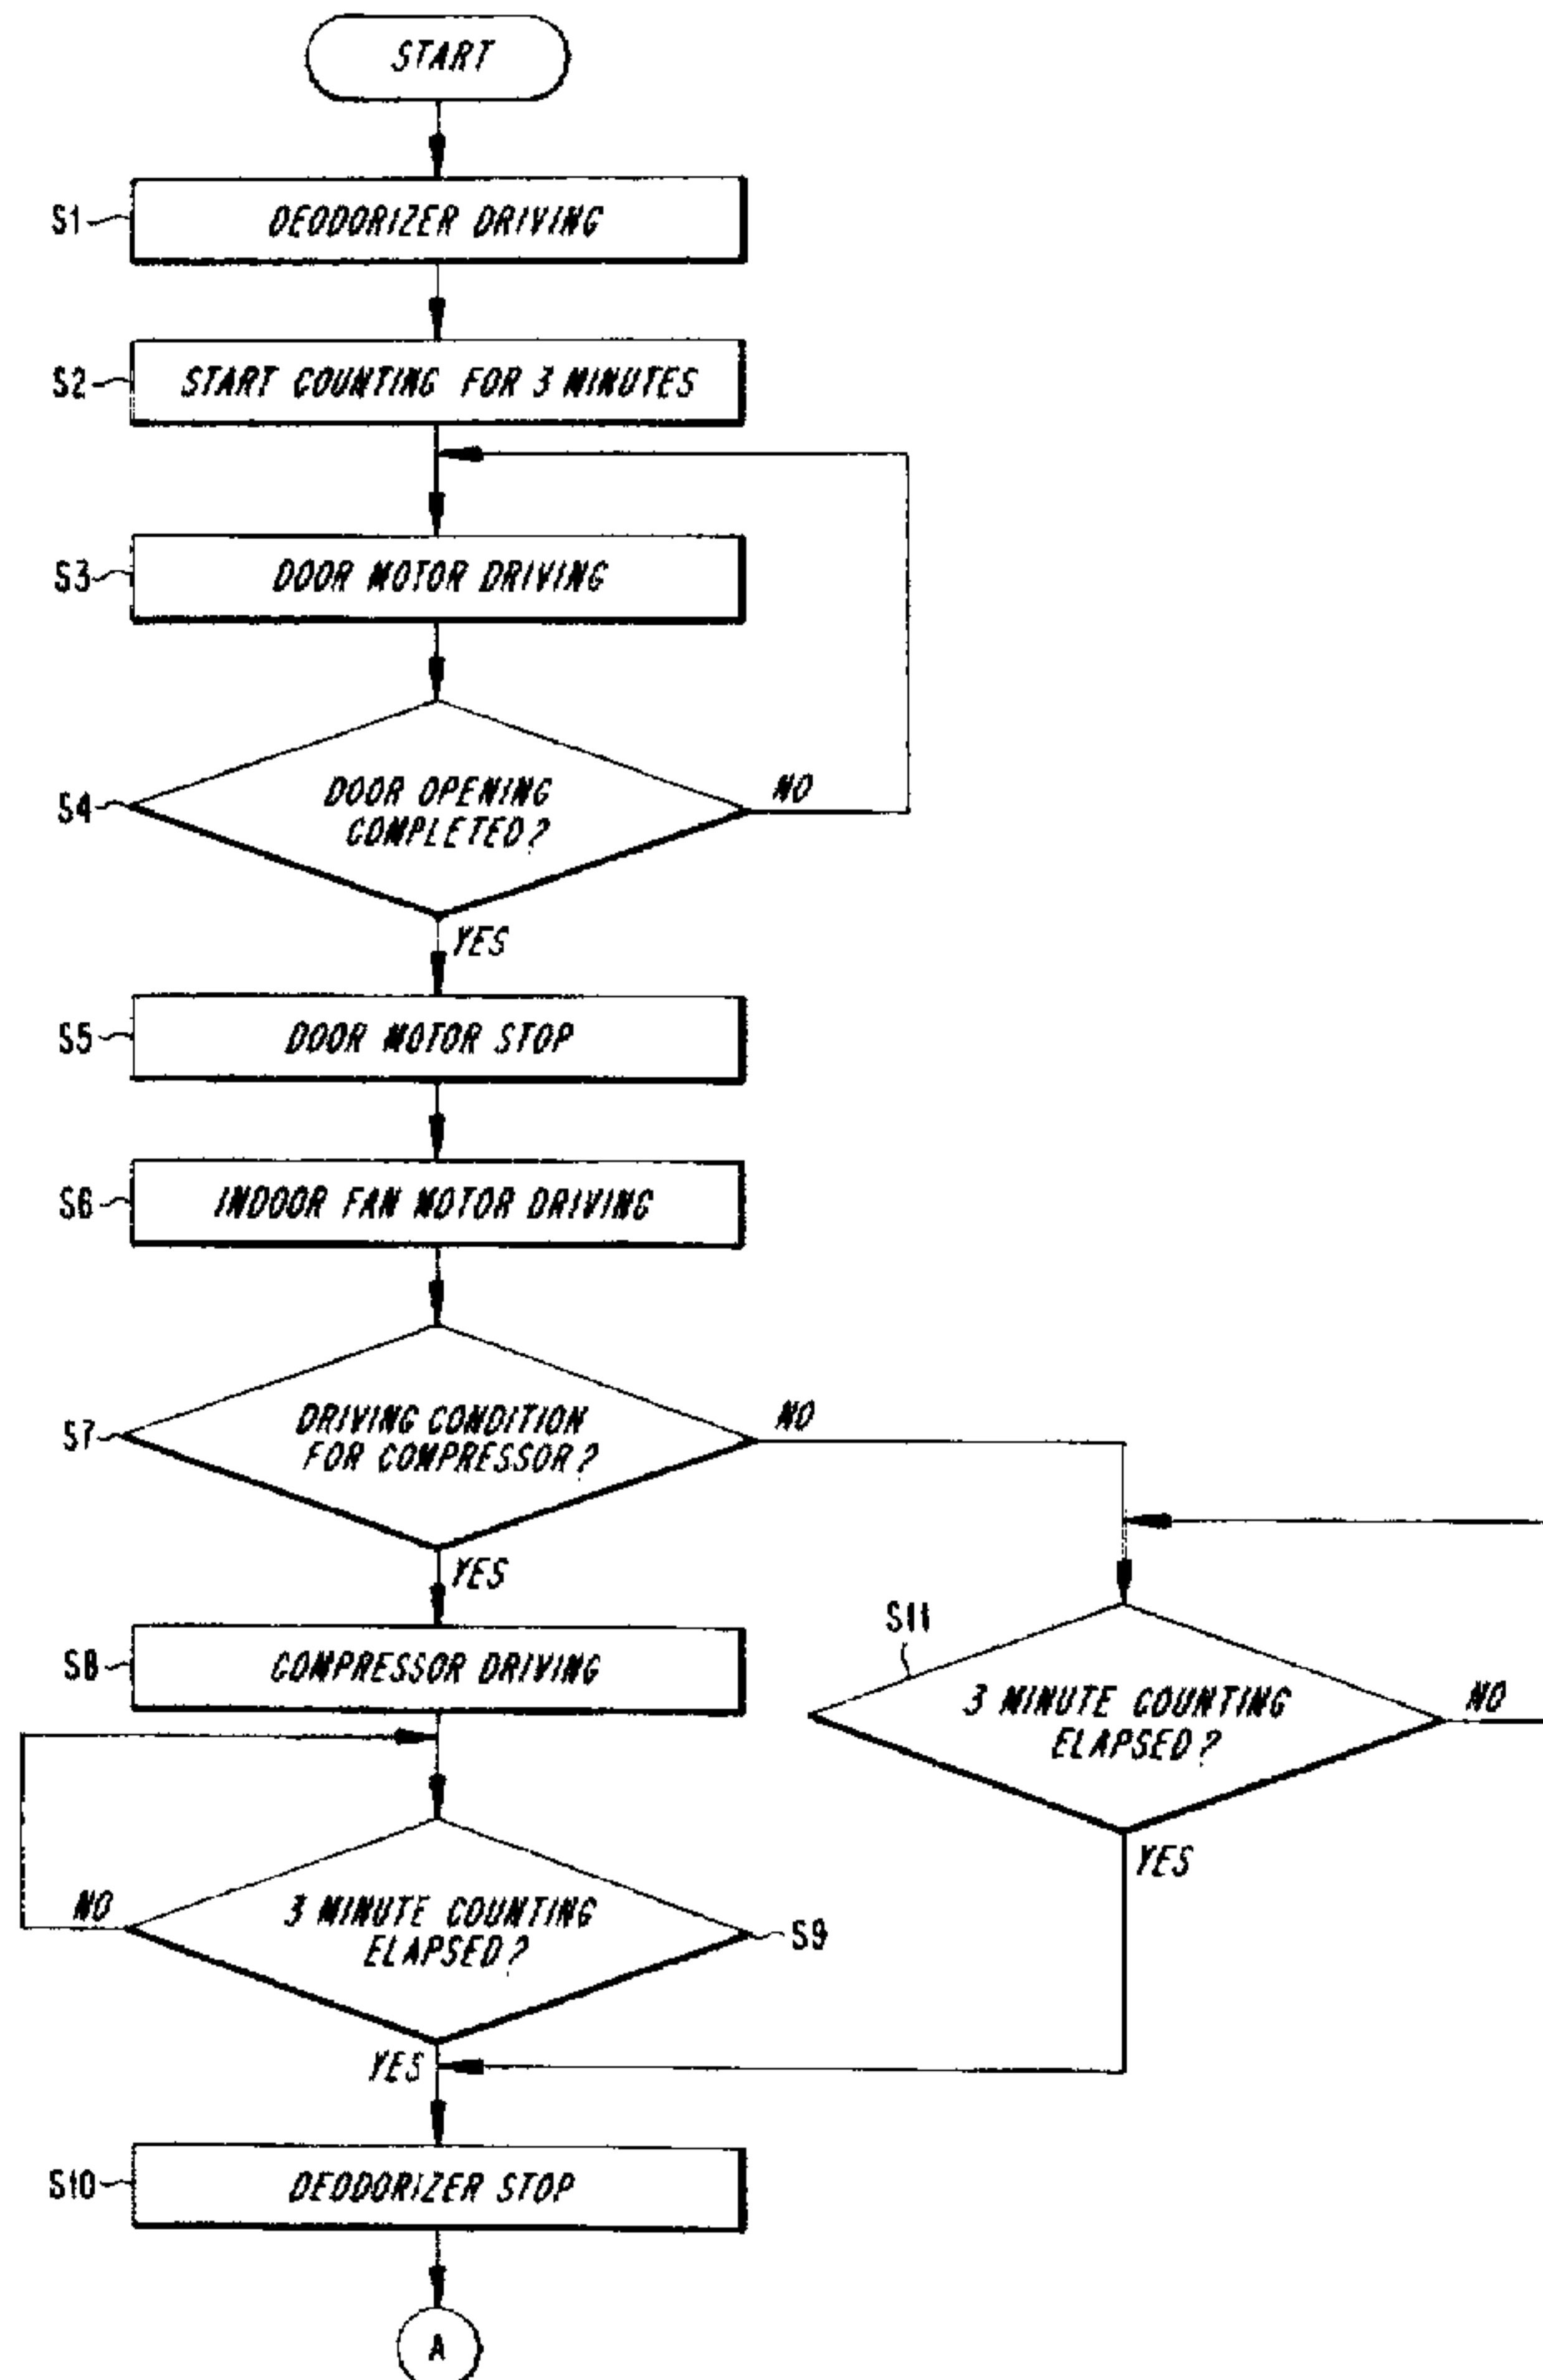 START
S1
DEODORIZER DRIVING
S2
START COUNTING FOR 3 MINUTES
S3
DOOR MOTOR DRIVING
S4
DOOR OPENING
COMPLETED?
NO
YES
S5
DOOR MOTOR STOP
S6
INDOOR FAN MOTOR DRIVING
S7
DRIVING CONDITION
FOR COMPRESSOR?
NO
YES
S8
COMPRESSOR DRIVING
S11
3 MINUTE COUNTING
ELAPSED?
NO
YES
NO
3 MINUTE COUNTING
ELAPSED?
S9
YES
S10
DEODORIZER STOP
A